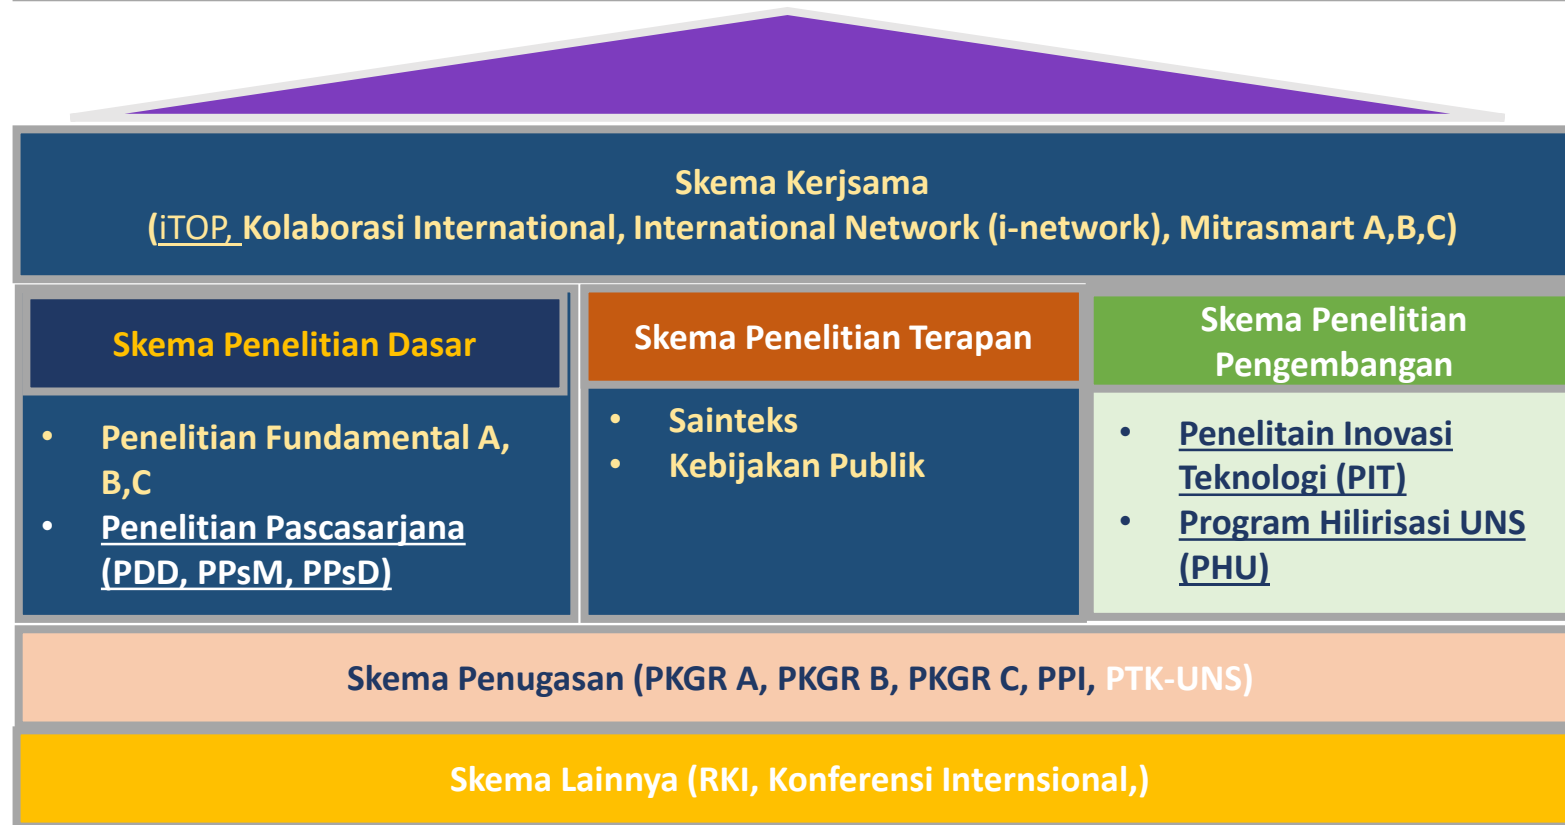 Skema Kerjsama
(iTOP, Kolaborasi International, International Network (i-network), Mitrasmart A,B,C)
Skema Penelitian Dasar
• Penelitian Fundamental A,
B,C
• Penelitian Pascasarjana
(PDD, PPsM, PPsD)
Skema Penelitian Terapan
• Sainteks
• Kebijakan Publik
Skema Penelitian
Pengembangan
• Penelitain Inovasi
Teknologi (PIT)
• Program Hilirisasi UNS
(PHU)
Skema Penugasan (PKGR A, PKGR B, PKGR C, PPI, PTK-UNS)
Skema Lainnya (RKI, Konferensi Internsional,)